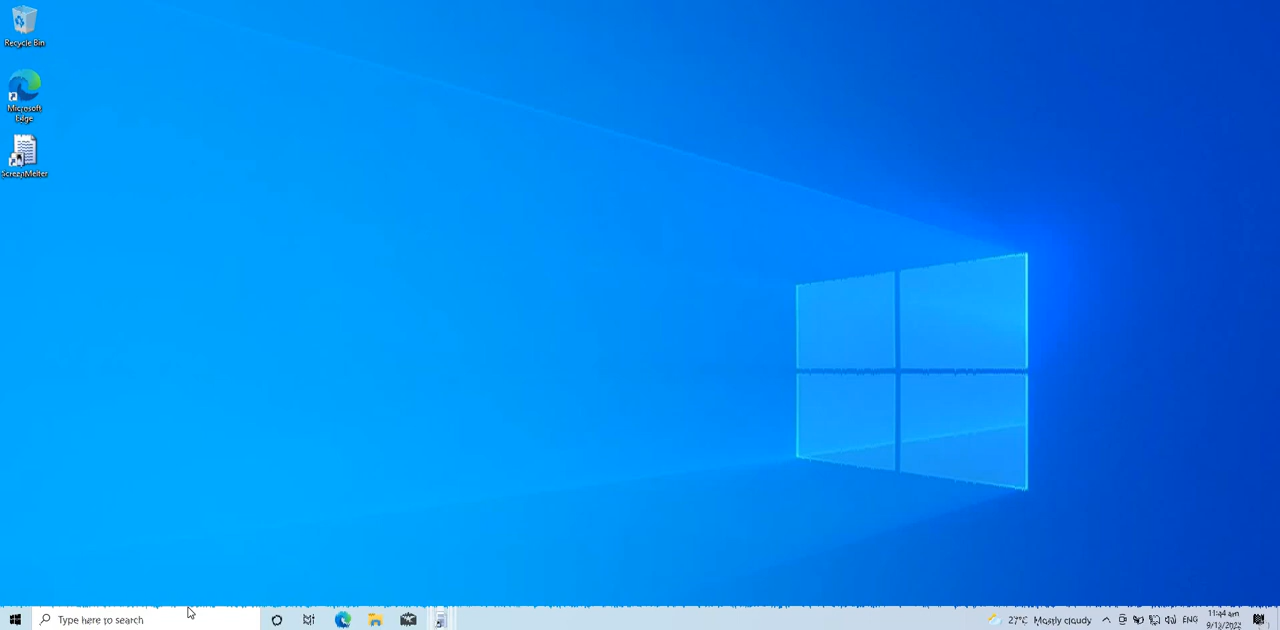 Recycle Bin
Microsoft
Edge
ScreenMelter
Type here to search
27°C Mostly cloudy
ENG
11:44 am